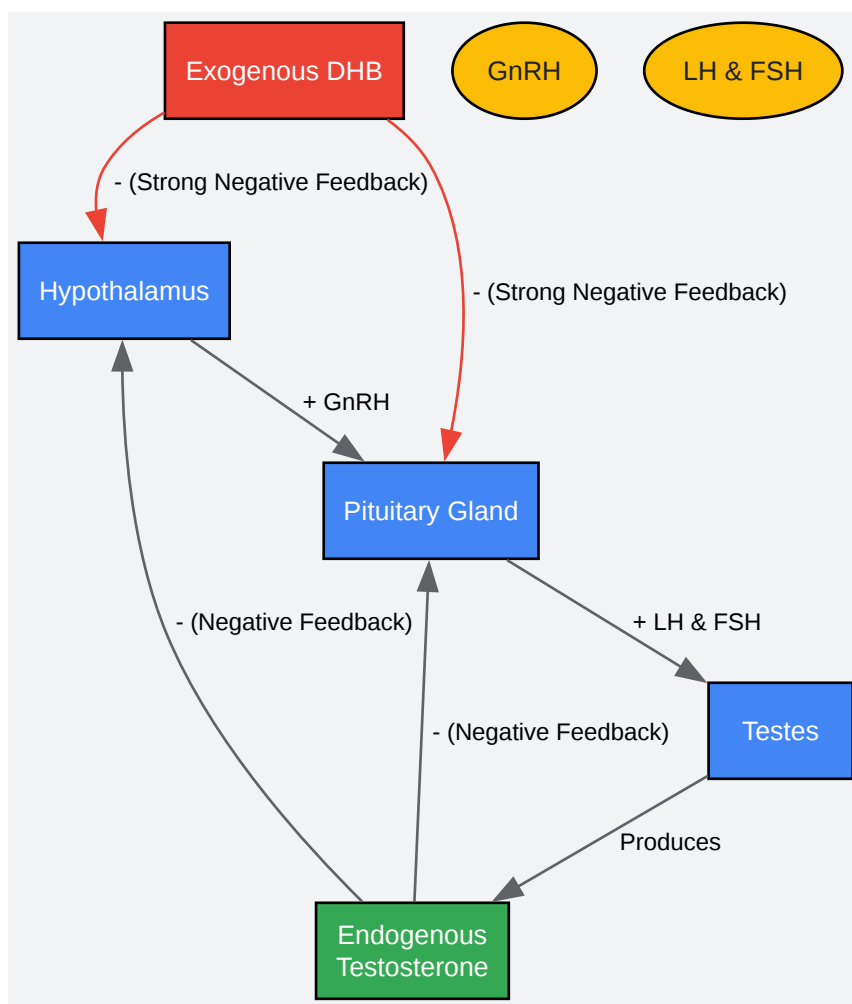 Exogenous DHB
GnRH
LH & FSH
- (Strong Negative Feedback)
Hypothalamus
- (Strong Negative Feedback)
+ GnRH
Pituitary Gland
- (Negative Feedback)
+ LH & FSH
- (Negative Feedback)
Testes
Produces
Endogenous
Testosterone